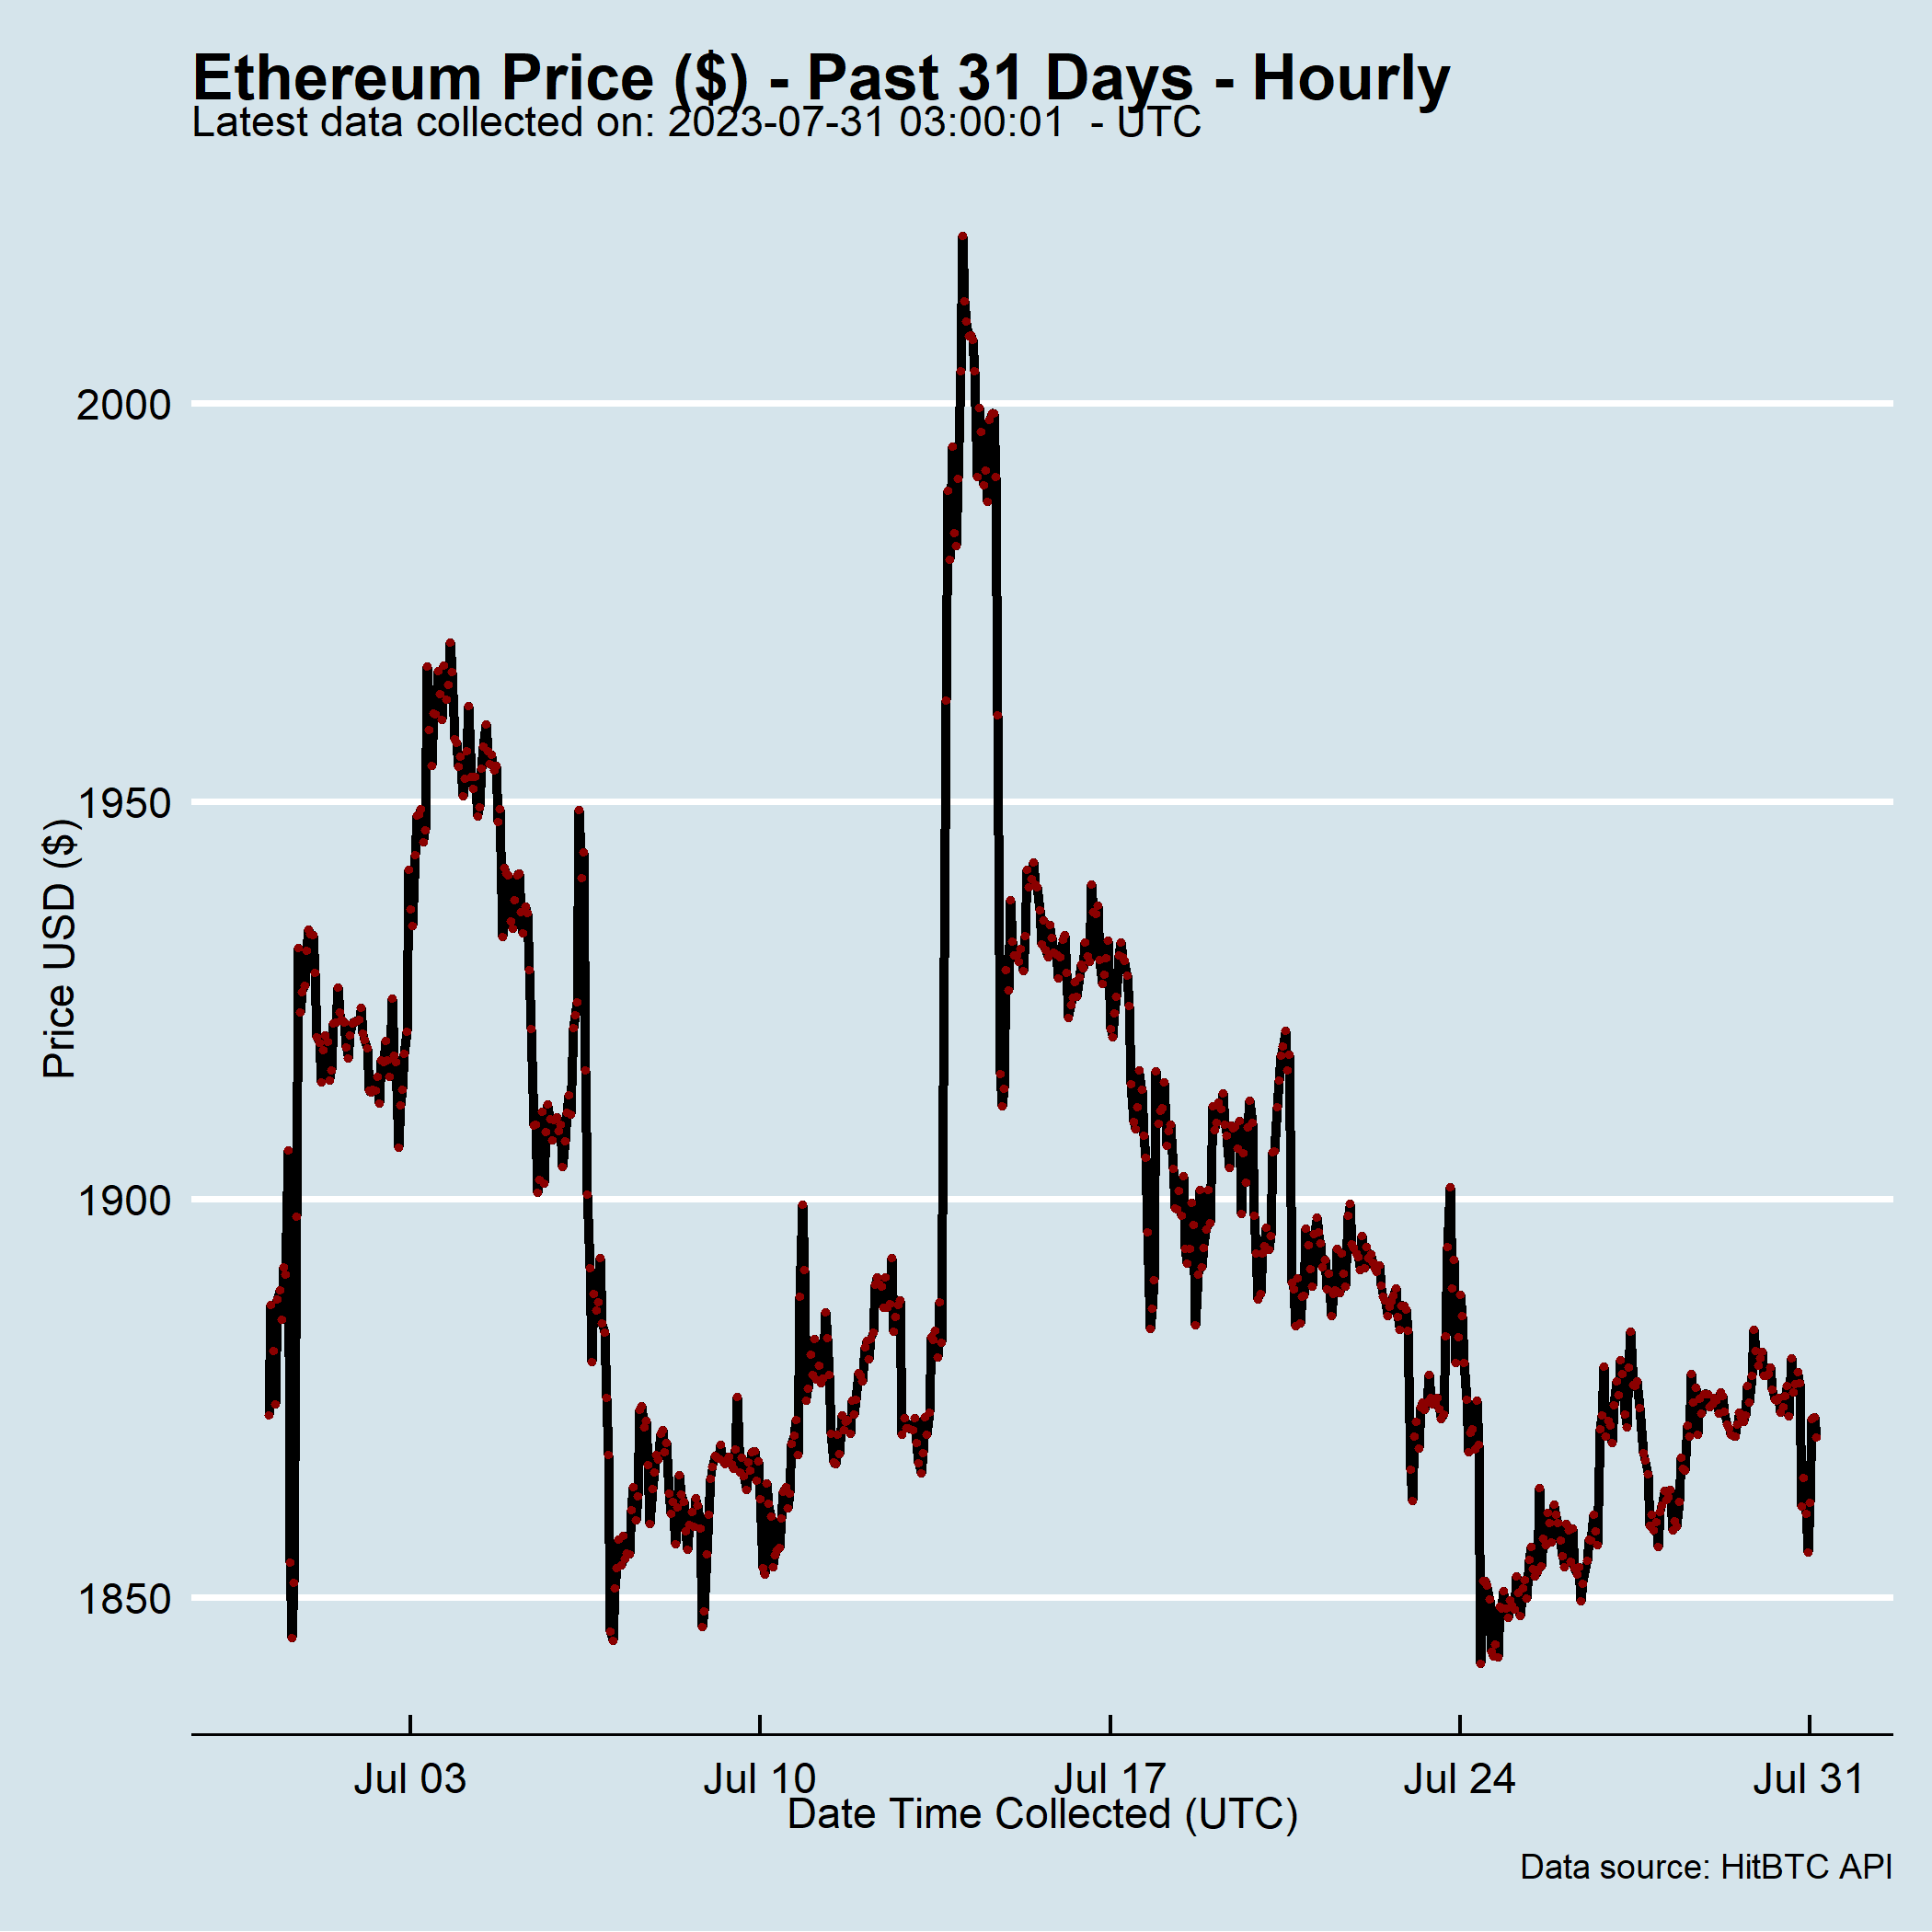 Ethereum Price ($) - Past 31 Days - Hourly
Latest data collected on: 2023-07-31 03:00:01  - UTC
2000
1950
1900
1850
Price USD ($)
Jul 03
Jul 10
Jul 17
Jul 24
Jul 31
Date Time Collected (UTC)
Data source: HitBTC API